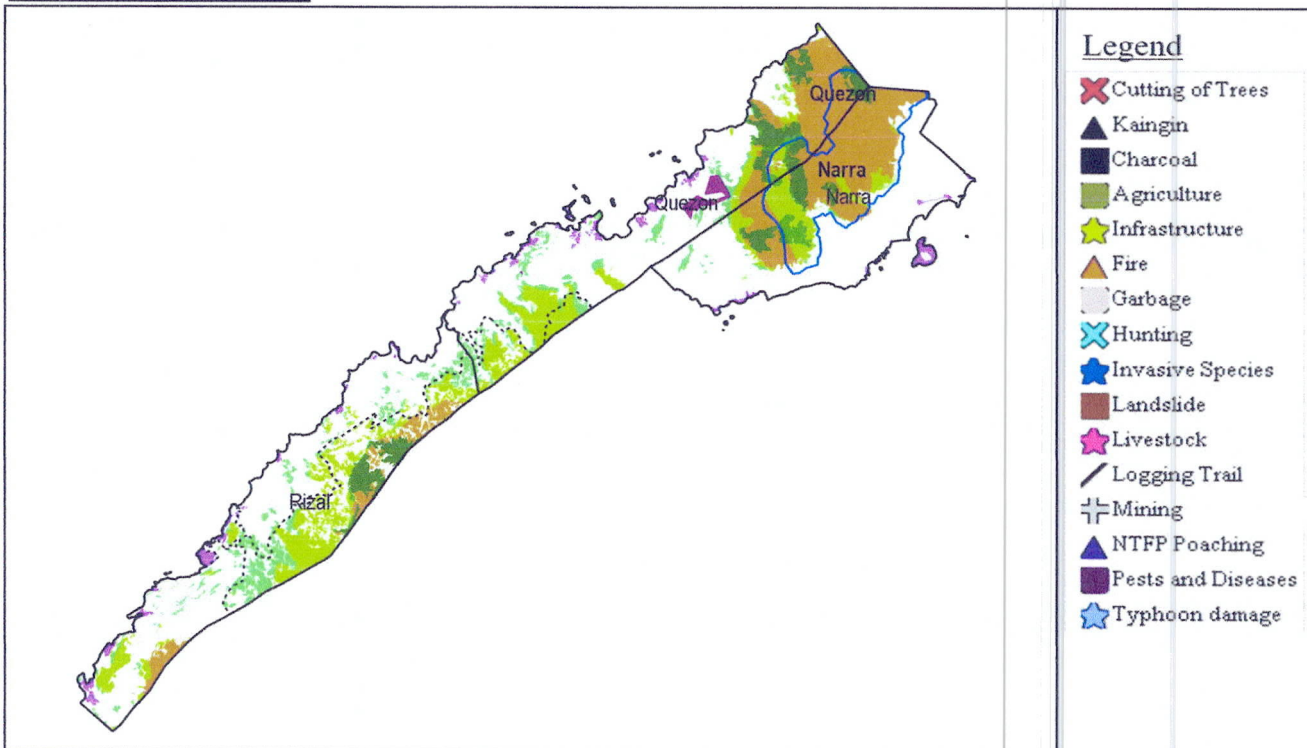 Quezon
Narra
Narra
Quezon
Rizal
Legend
Cutting of Trees
Kaingin
Charcoal
Agriculture
Infrastructure
Fire
Garbage
Hunting
Invasive Species
Landslide
Livestock
Logging Trail
Mining
NTFP Poaching
Pests and Diseases
Typhoon damage